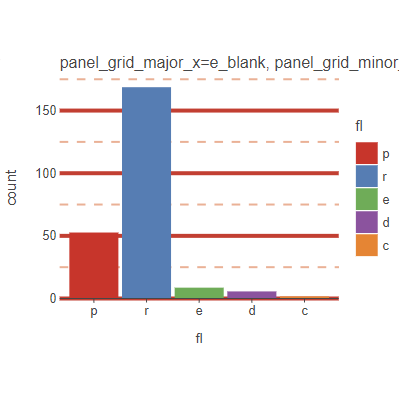 panel_grid_major_x=e_blank, panel_grid_minor_
150
100
50
0
count
p
r
e
d
c
fl
fl
p
r
e
d
c